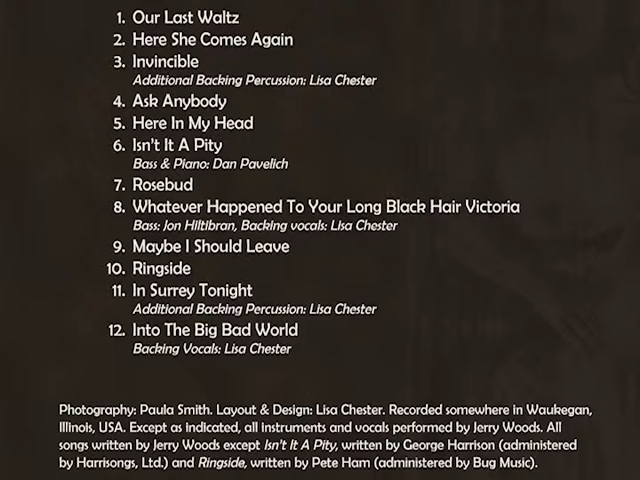 1. Our Last Waltz
2. Here She Comes Again
3. Invincible
Additional Backing Percussion: Lisa Chester
4. Ask Anybody
5. Here In My Head
6. Isn't It A Pity
Bass & Piano: Dan Pavelich
7. Rosebud
8. Whatever Happened To Your Long Black Hair Victoria
Bass: Jon Hiltibran, Backing vocals: Lisa Chester
9. Maybe I Should Leave
10. Ringside
11. In Surrey Tonight
Additional Backing Percussion: Lisa Chester
12. Into The Big Bad World
Backing Vocals: Lisa Chester
Photography: Paula Smith. Layout & Design: Lisa Chester. Recorded somewhere in Waukegan,
Illinois, USA. Except as indicated, all instruments and vocals performed by Jerry Woods. All
songs written by Jerry Woods except Isn't It A Pity, written by George Harrison (administered
by Harrisongs, Ltd.) and Ringside, written by Pete Ham (administered by Bug Music).